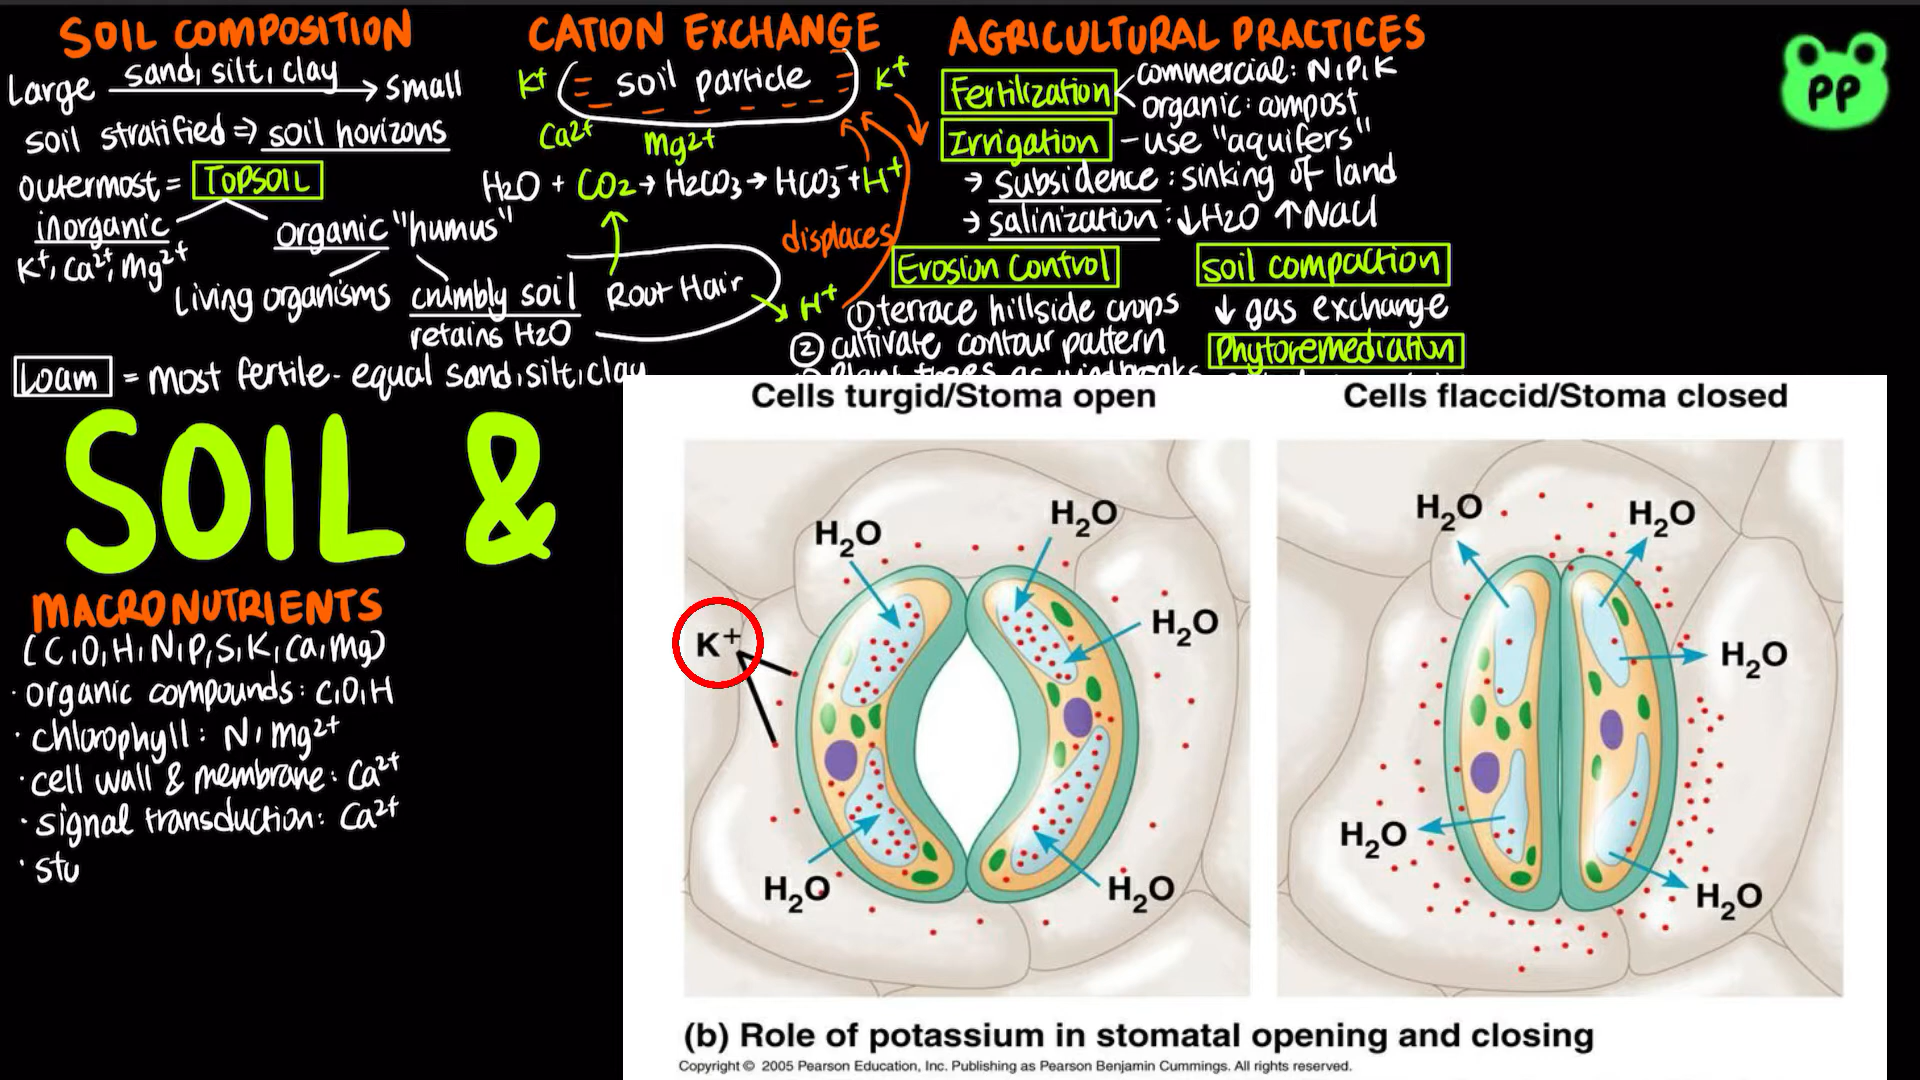 SOIL COMPOSITION
Large sand, silt, clay → small
soil stratified ⇒ soil horizons
outermost = TOPSOIL
inorganic
K+, Ca2+, Mg2+
organic "humus"
living organisms
crumbly soil
retains H2O
Loam = most fertile - equal sand, silt, clay
CATION EXCHANGE
K+ soil particle K+
Ca2+ Mg2+
H2O + CO2 → H2CO3 → HCO3- + H+
displaces
Root Hair
H+
AGRICULTURAL PRACTICES
Fertilization
commercial: N, P, K
organic: compost
Irrigation - use "aquifers"
→ subsidence: sinking of land
→ salinization: ↓H2O ↑NaCl
Erosion Control
① terrace hillside crops
② cultivate contour pattern
soil compaction
↓ gas exchange
Phytoremediation
PP
SOIL &
MACRONUTRIENTS
(C, O, H, N, P, S, K, Ca, Mg)
· organic compounds: C, O, H
· chlorophyll: N, Mg2+
· cell wall & membrane: Ca2+
· signal transduction: Ca2+
· stu
Cells turgid/Stoma open
H2O
H2O
H2O
K+
H2O
H2O
Cells flaccid/Stoma closed
H2O
H2O
H2O
H2O
H2O
(b) Role of potassium in stomatal opening and closing
Copyright © 2005 Pearson Education, Inc. Publishing as Pearson Benjamin Cummings. All rights reserved.